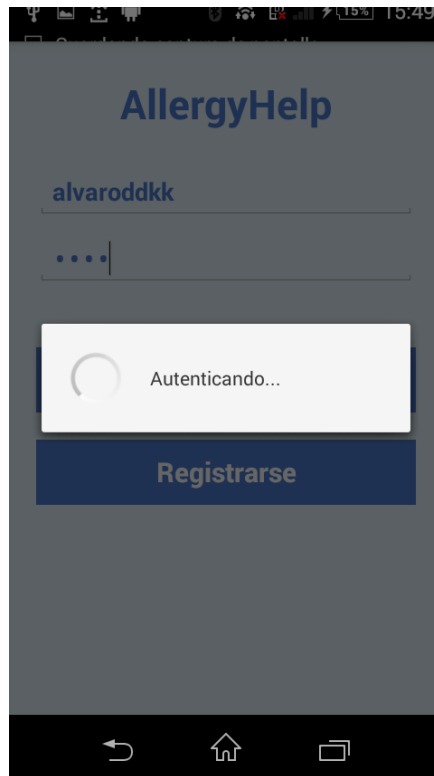 15% 15:49
AllergyHelp
alvaroddkk
••••
Autenticando...
Registrarse